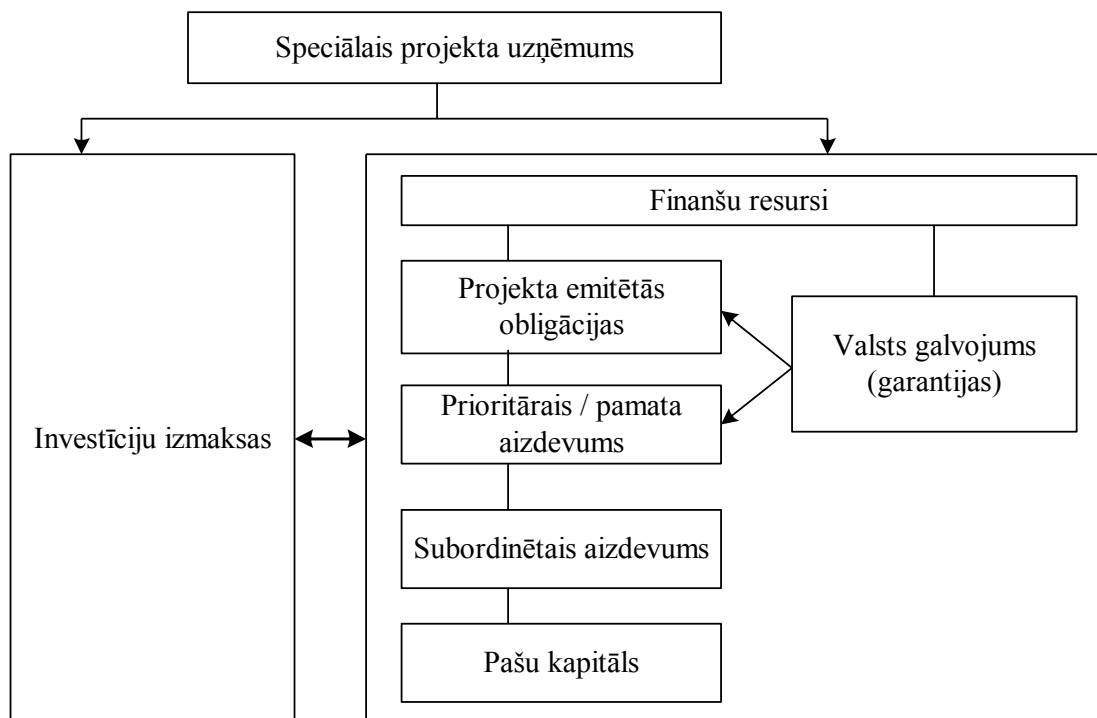 Speciālais projekta uzņēmums
Finanšu resursi
Projekta emitētās
obligācijas
Valsts galvojums
(garantijas)
Prioritārais / pamata
aizdevums
Investīciju izmaksas
Subordinētais aizdevums
Pašu kapitāls